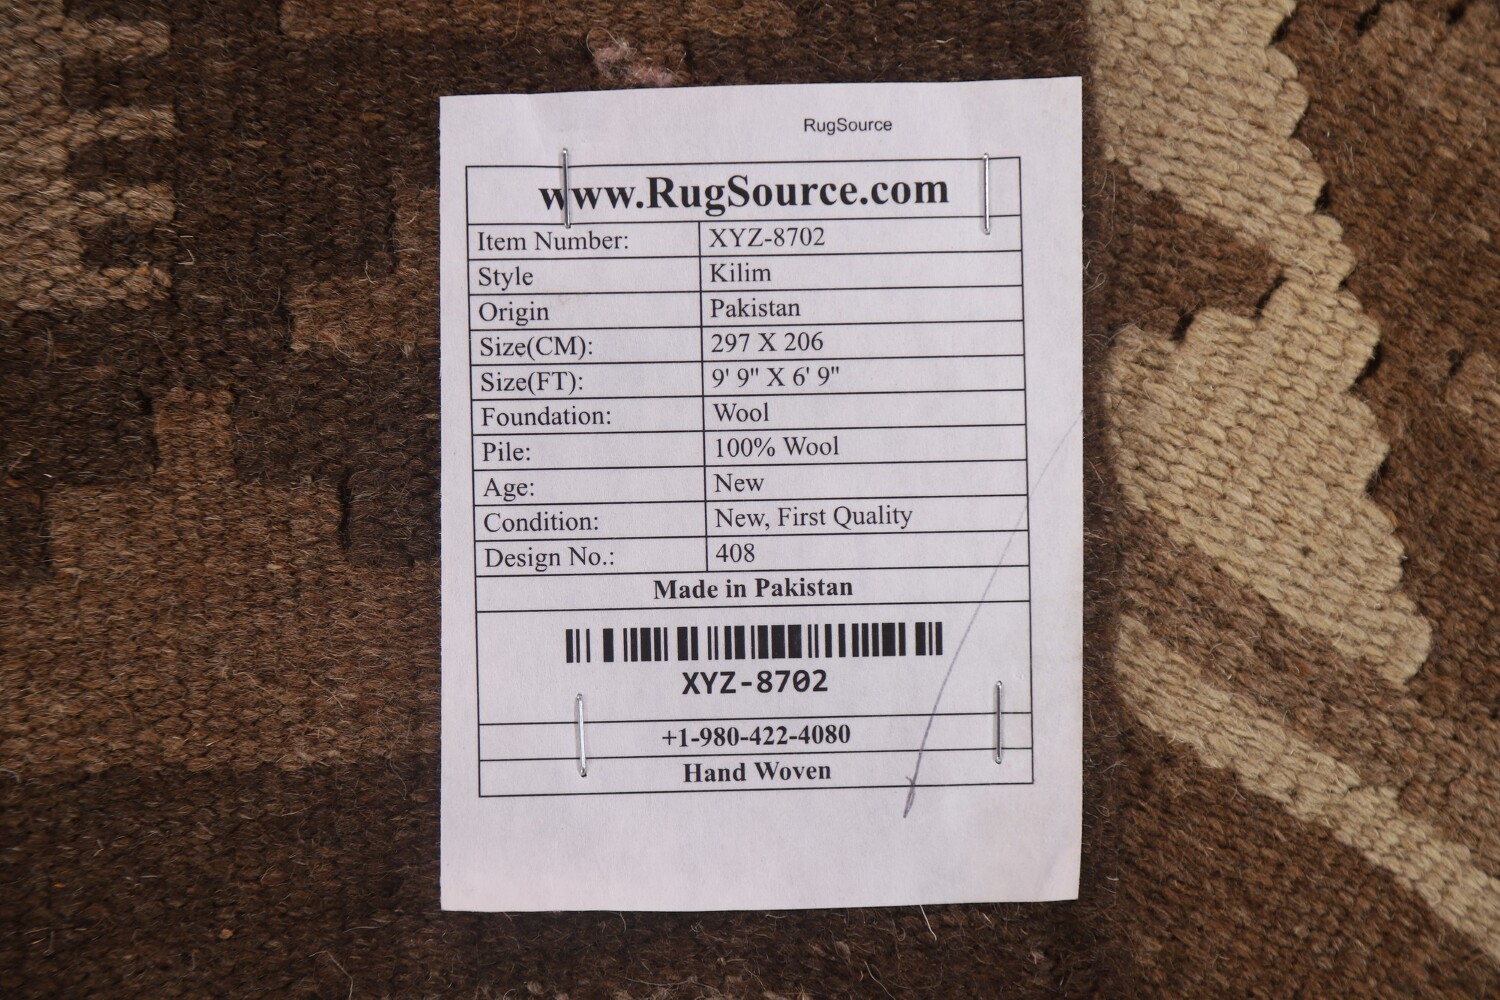 RugSource
www.RugSource.com
Item Number: XYZ-8702
Style Kilim
Origin Pakistan
Size(CM): 297 X 206
Size(FT): 9' 9" X 6' 9"
Foundation: Wool
Pile: 100% Wool
Age: New
Condition: New, First Quality
Design No.: 408
Made in Pakistan
XYZ-8702
+1-980-422-4080
Hand Woven